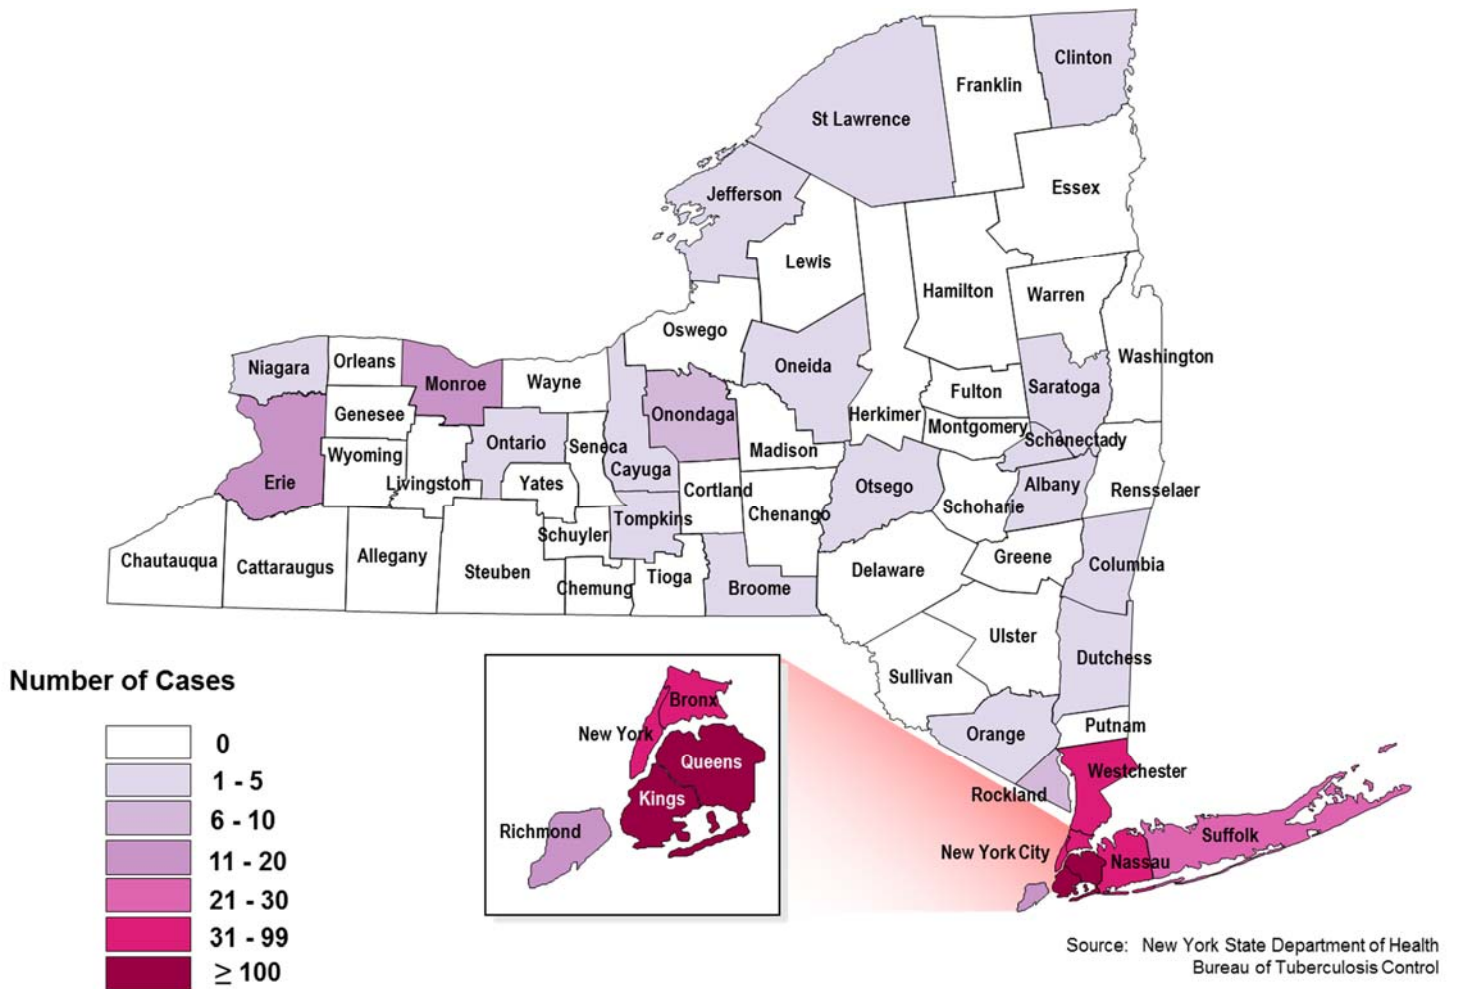 Clinton
Franklin
St Lawrence
Essex
Jefferson
Lewis
Hamilton
Warren
Oswego
Washington
Niagara
Orleans
Oneida
Monroe
Wayne
Saratoga
Fulton
Genesee
Onondaga
Herkimer
Montgomery
Ontario
Seneca
Madison
Schenectady
Wyoming
Cayuga
Erie
Livingston
Yates
Cortland
Otsego
Albany
Rensselaer
Chenango
Schoharie
Tompkins
Schuyler
Chautauqua
Cattaraugus
Allegany
Steuben
Greene
Columbia
Delaware
Chemung
Tioga
Broome
Ulster
Dutchess
Sullivan
Putnam
Orange
Westchester
Rockland
Suffolk
New York City
Nassau
Bronx
New York
Queens
Kings
Richmond
Number of Cases
0
1 - 5
6 - 10
11 - 20
21 - 30
31 - 99
≥ 100
Source: New York State Department of Health
Bureau of Tuberculosis Control